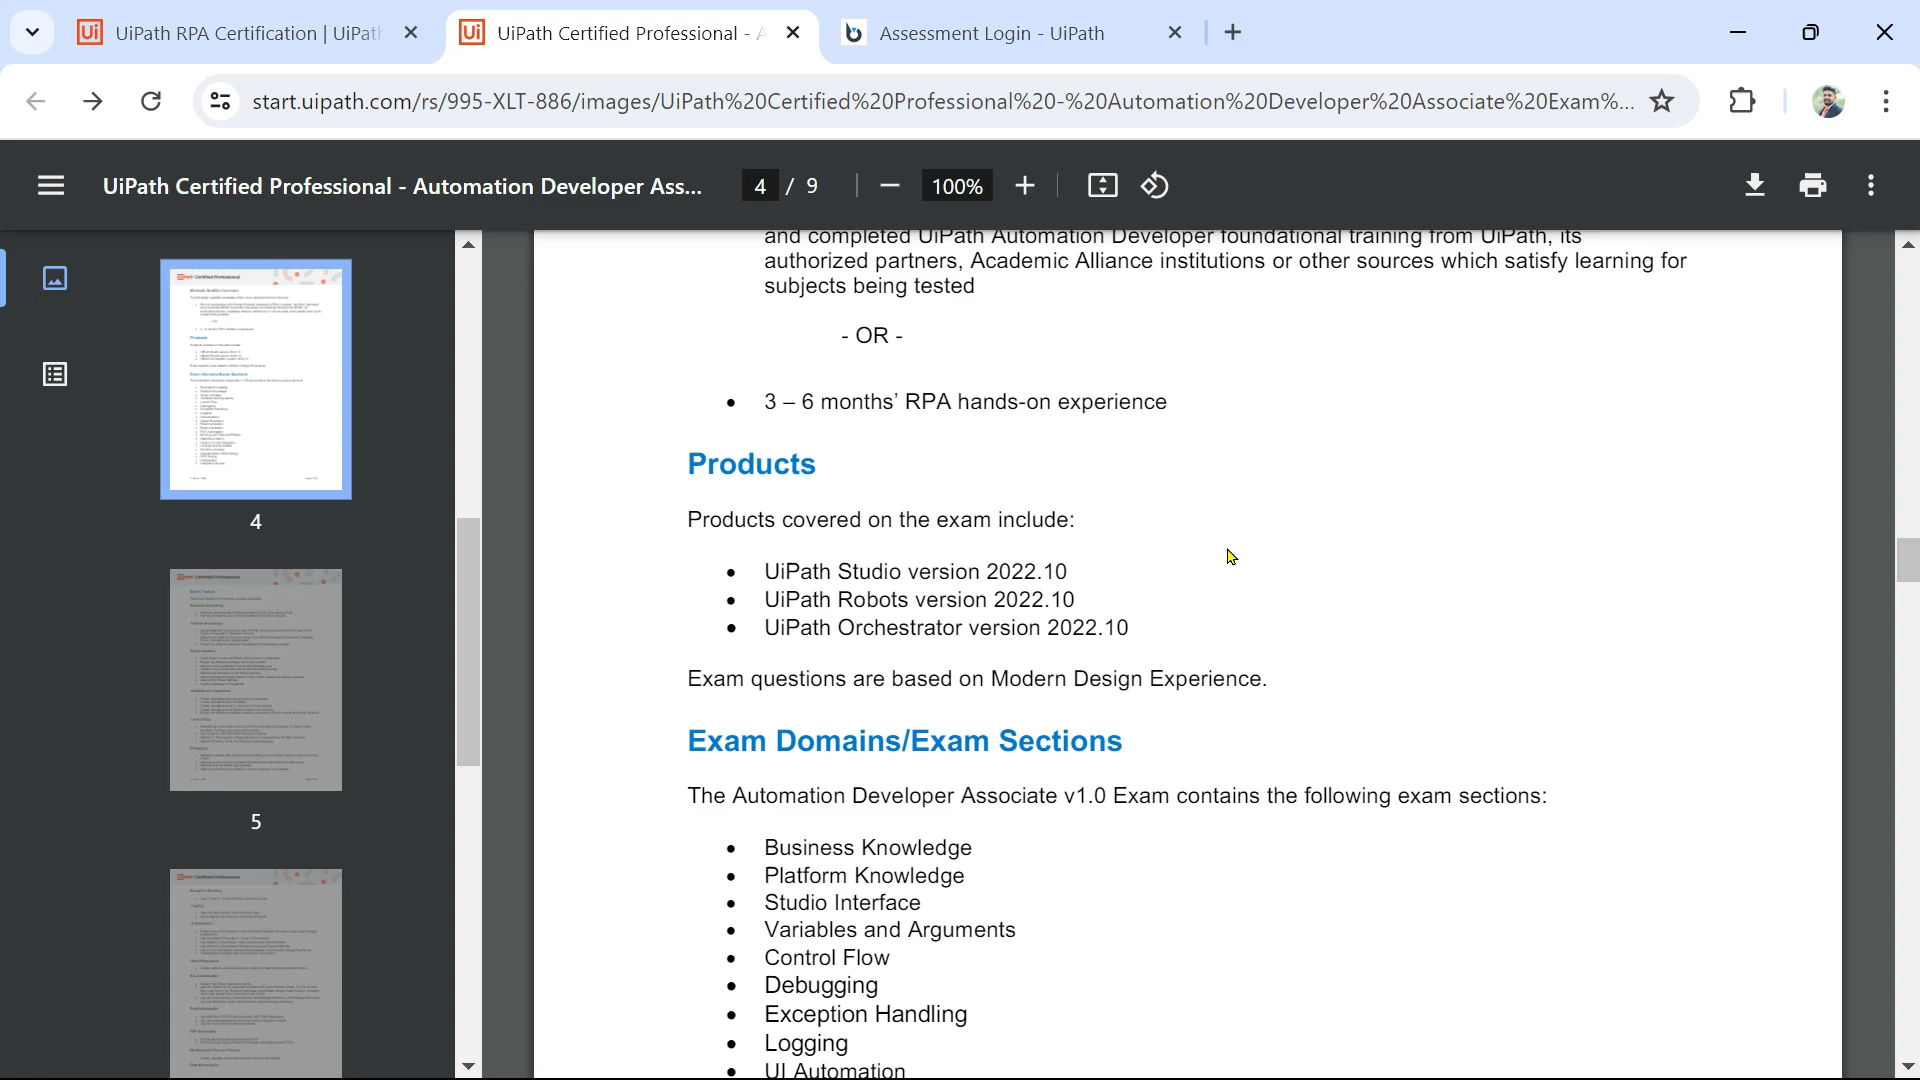 UiPath RPA Certification | UiPath
UiPath Certified Professional - A
Assessment Login - UiPath
start.uipath.com/rs/995-XLT-886/images/UiPath%20Certified%20Professional%20-%20Automation%20Developer%20Associate%20Exam%...
UiPath Certified Professional - Automation Developer Ass...
4 / 9
100%
and completed UiPath Automation Developer foundational training from UiPath, its
authorized partners, Academic Alliance institutions or other sources which satisfy learning for
subjects being tested
- OR -
• 3 – 6 months’ RPA hands-on experience
Products
Products covered on the exam include:
• UiPath Studio version 2022.10
• UiPath Robots version 2022.10
• UiPath Orchestrator version 2022.10
Exam questions are based on Modern Design Experience.
Exam Domains/Exam Sections
The Automation Developer Associate v1.0 Exam contains the following exam sections:
• Business Knowledge
• Platform Knowledge
• Studio Interface
• Variables and Arguments
• Control Flow
• Debugging
• Exception Handling
• Logging
• UI Automation
4
5